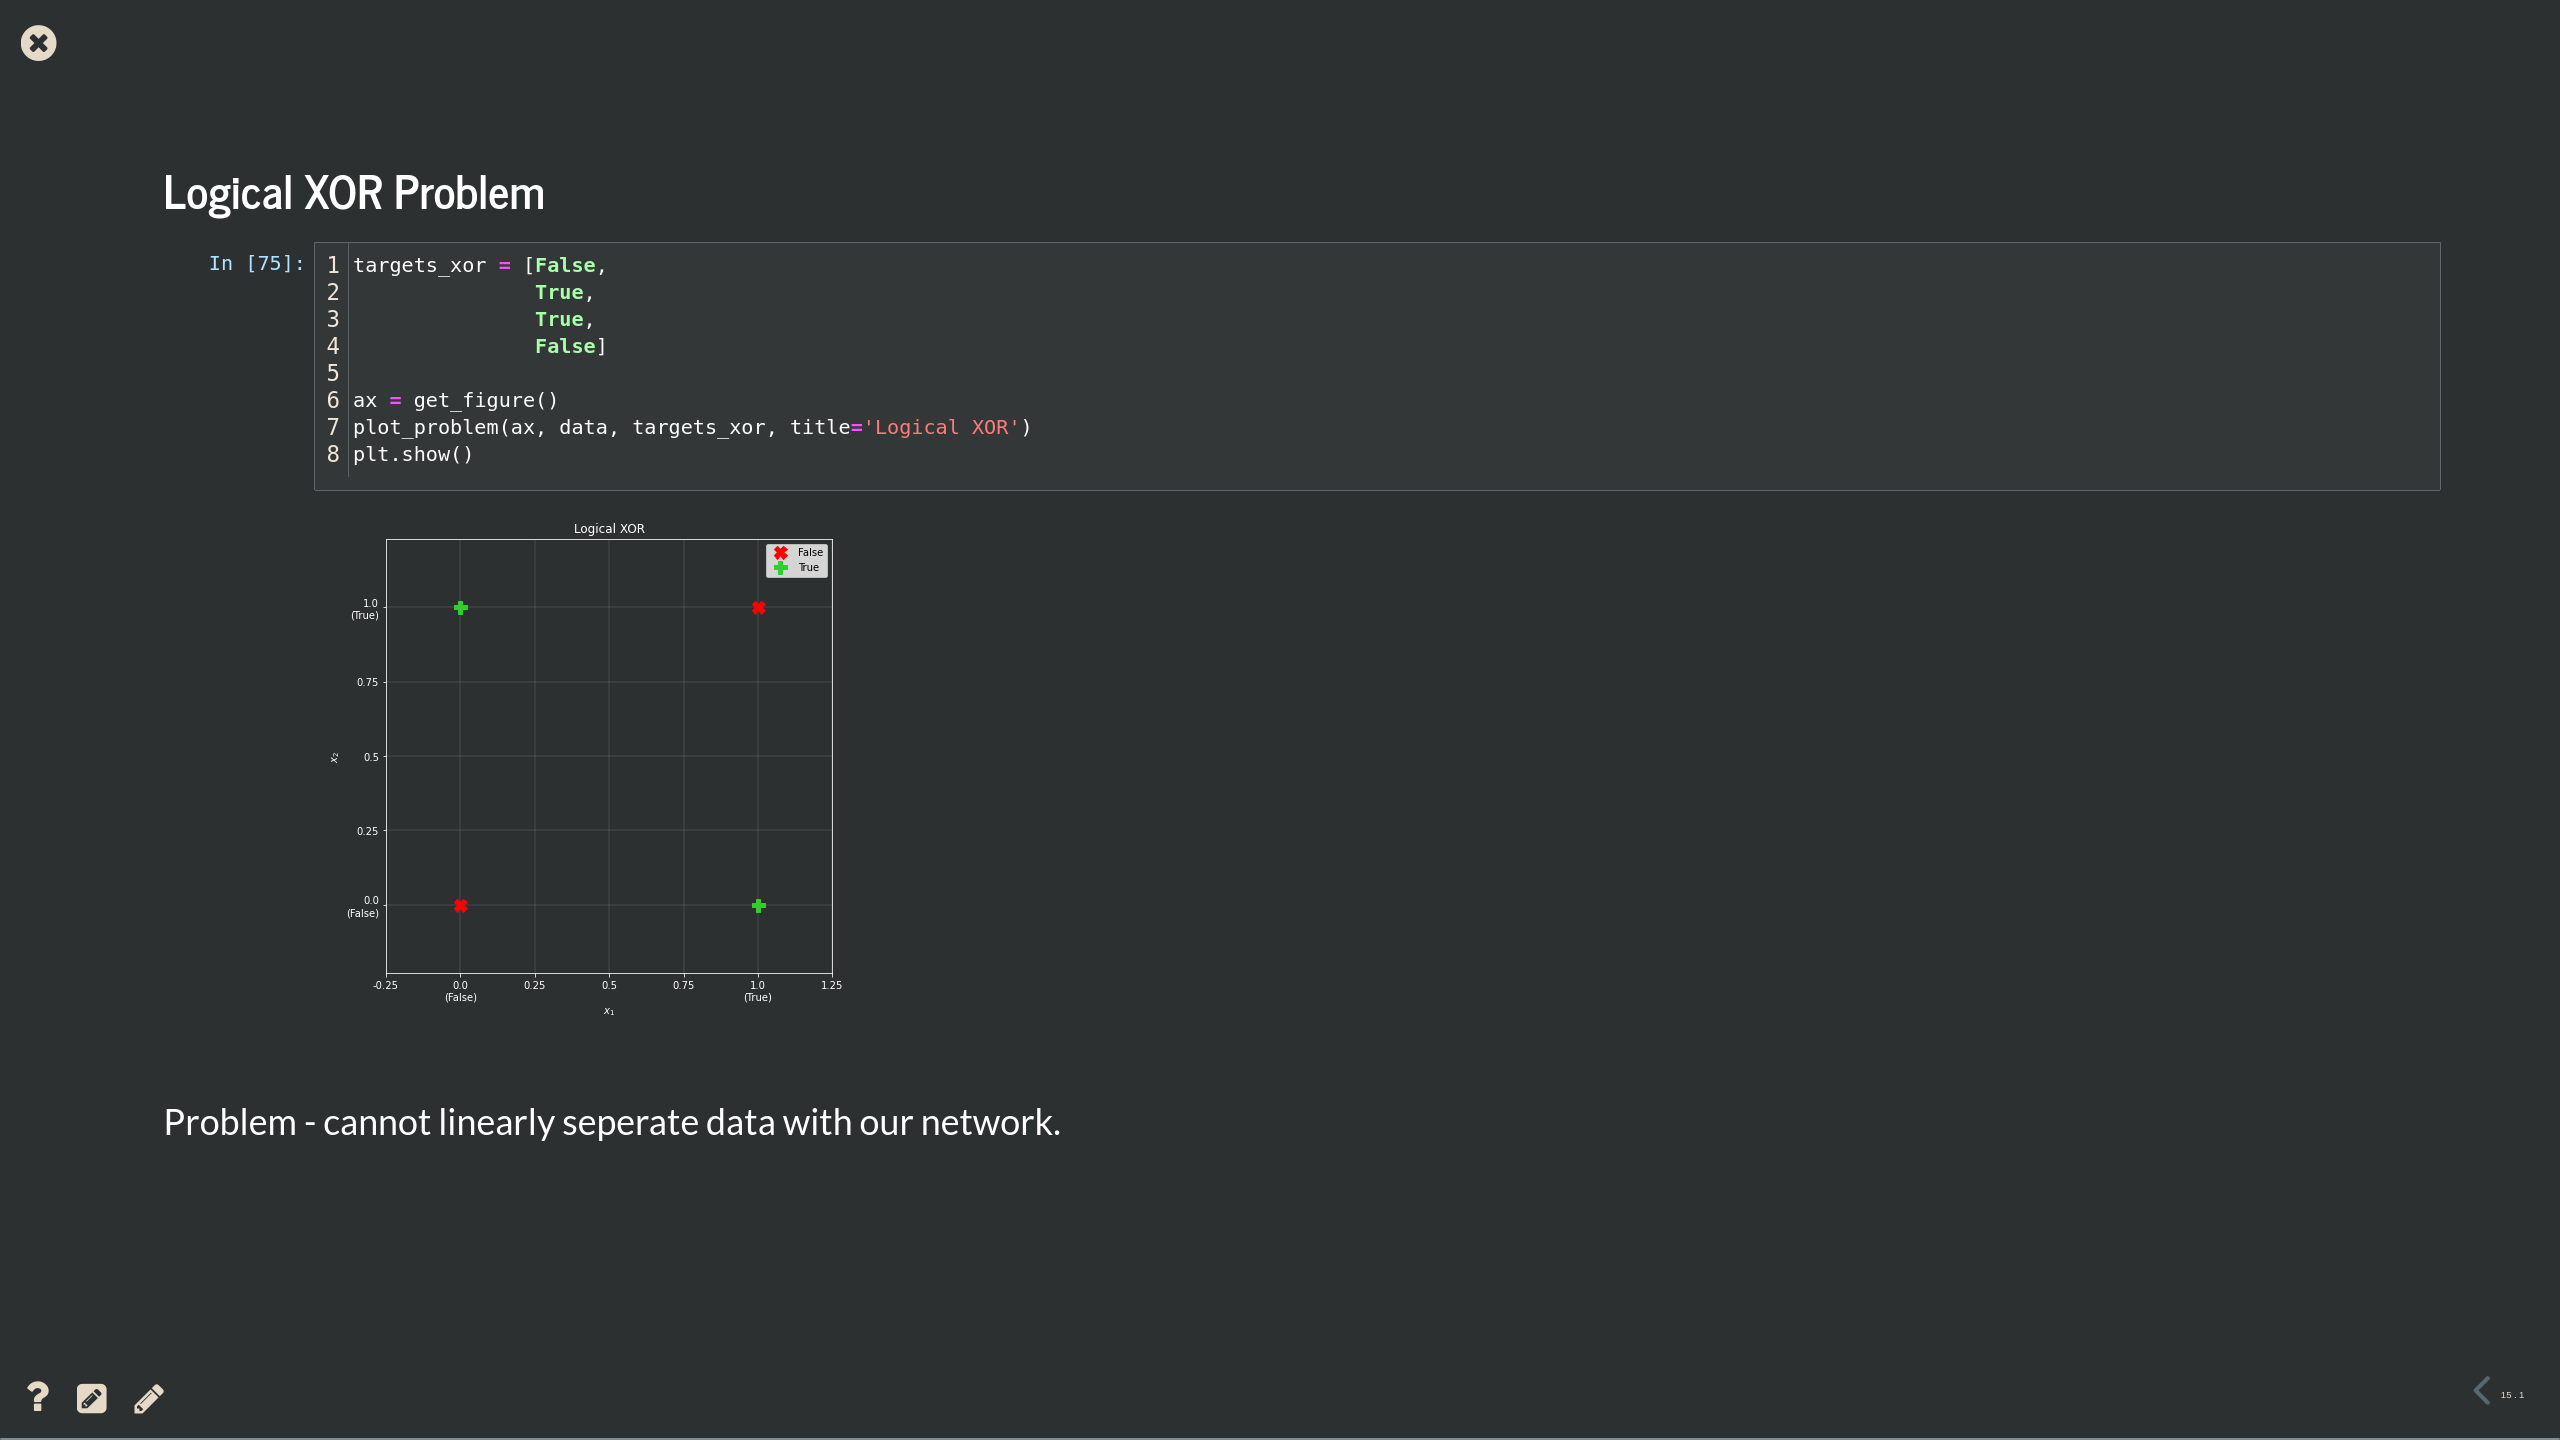 Logical XOR Problem
In [75]:
1 targets_xor = [False,
2 True,
3 True,
4 False]
5
6 ax = get_figure()
7 plot_problem(ax, data, targets_xor, title='Logical XOR')
8 plt.show()
Logical XOR
False
True
1.0
(True)
0.75
x₂
0.5
0.25
0.0
(False)
-0.25 0.0 0.25 0.5 0.75 1.0 1.25
(False) (True)
x₁
Problem - cannot linearly seperate data with our network.
?
15 . 1